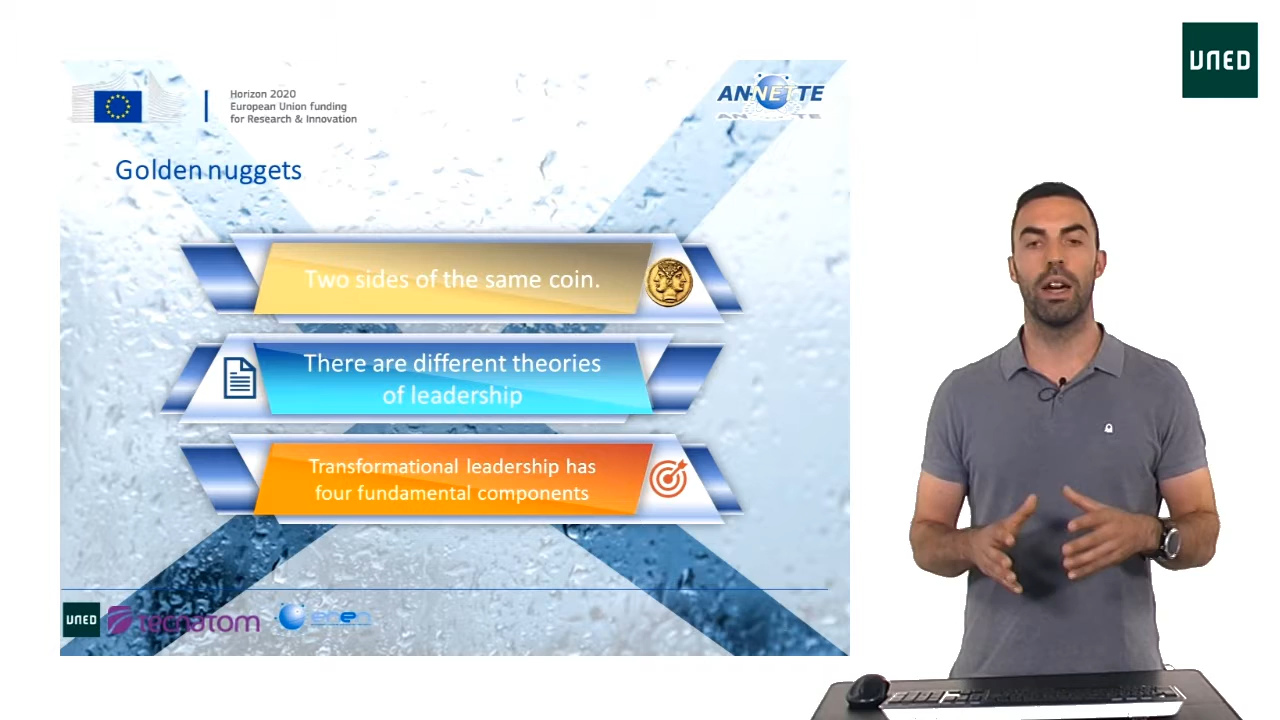 UNED
Horizon 2020
European Union funding
for Research & Innovation
ANNETTE
Golden nuggets
Two sides of the same coin.
There are different theories
of leadership
Transformational leadership has
four fundamental components
UNED
tecnatom
enen